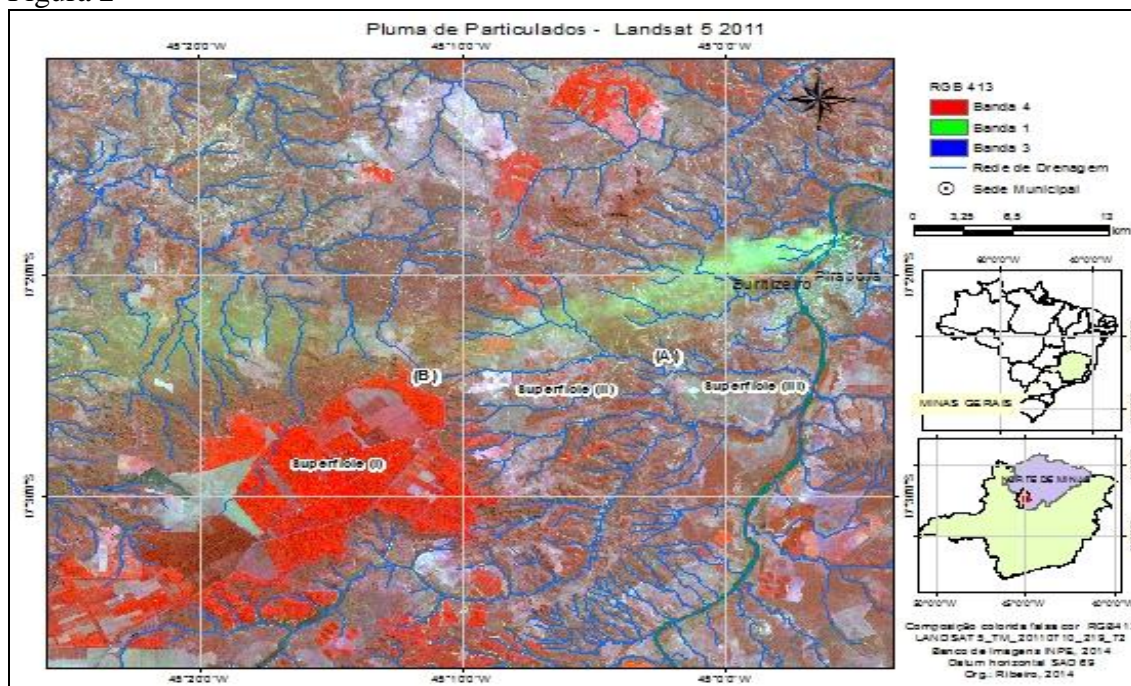 Figura 2
Pluma de Particulados - Landsat 5 2011
45°20'0"W
45°10'0"W
45°0'0"W
RGB 413
Banda 4
Banda 1
Banda 3
Rede de Drenagem
Sede Municipal
0 3,25 6,5 13
km
Buritizeiro
Pirapora
(A)
(B)
Superfície (II)
Superfície (III)
Superfície (I)
MINAS GERAIS
NORTE DE MINAS
45°20'0"W
45°10'0"W
45°0'0"W
Composição colorida falsa cor RGB413
LANDSAT5_TM_20110710_219_72
Banco de Imagens INPE, 2014
Datum horizontal SAD 69
Org.: Ribeiro, 2014